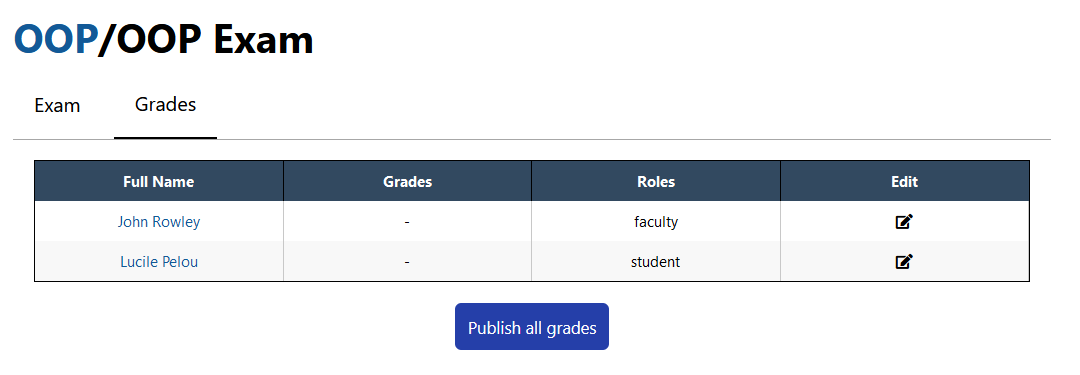 OOP/OOP Exam
Exam Grades
Full Name Grades Roles Edit
John Rowley - faculty
Lucile Pelou - student
Publish all grades